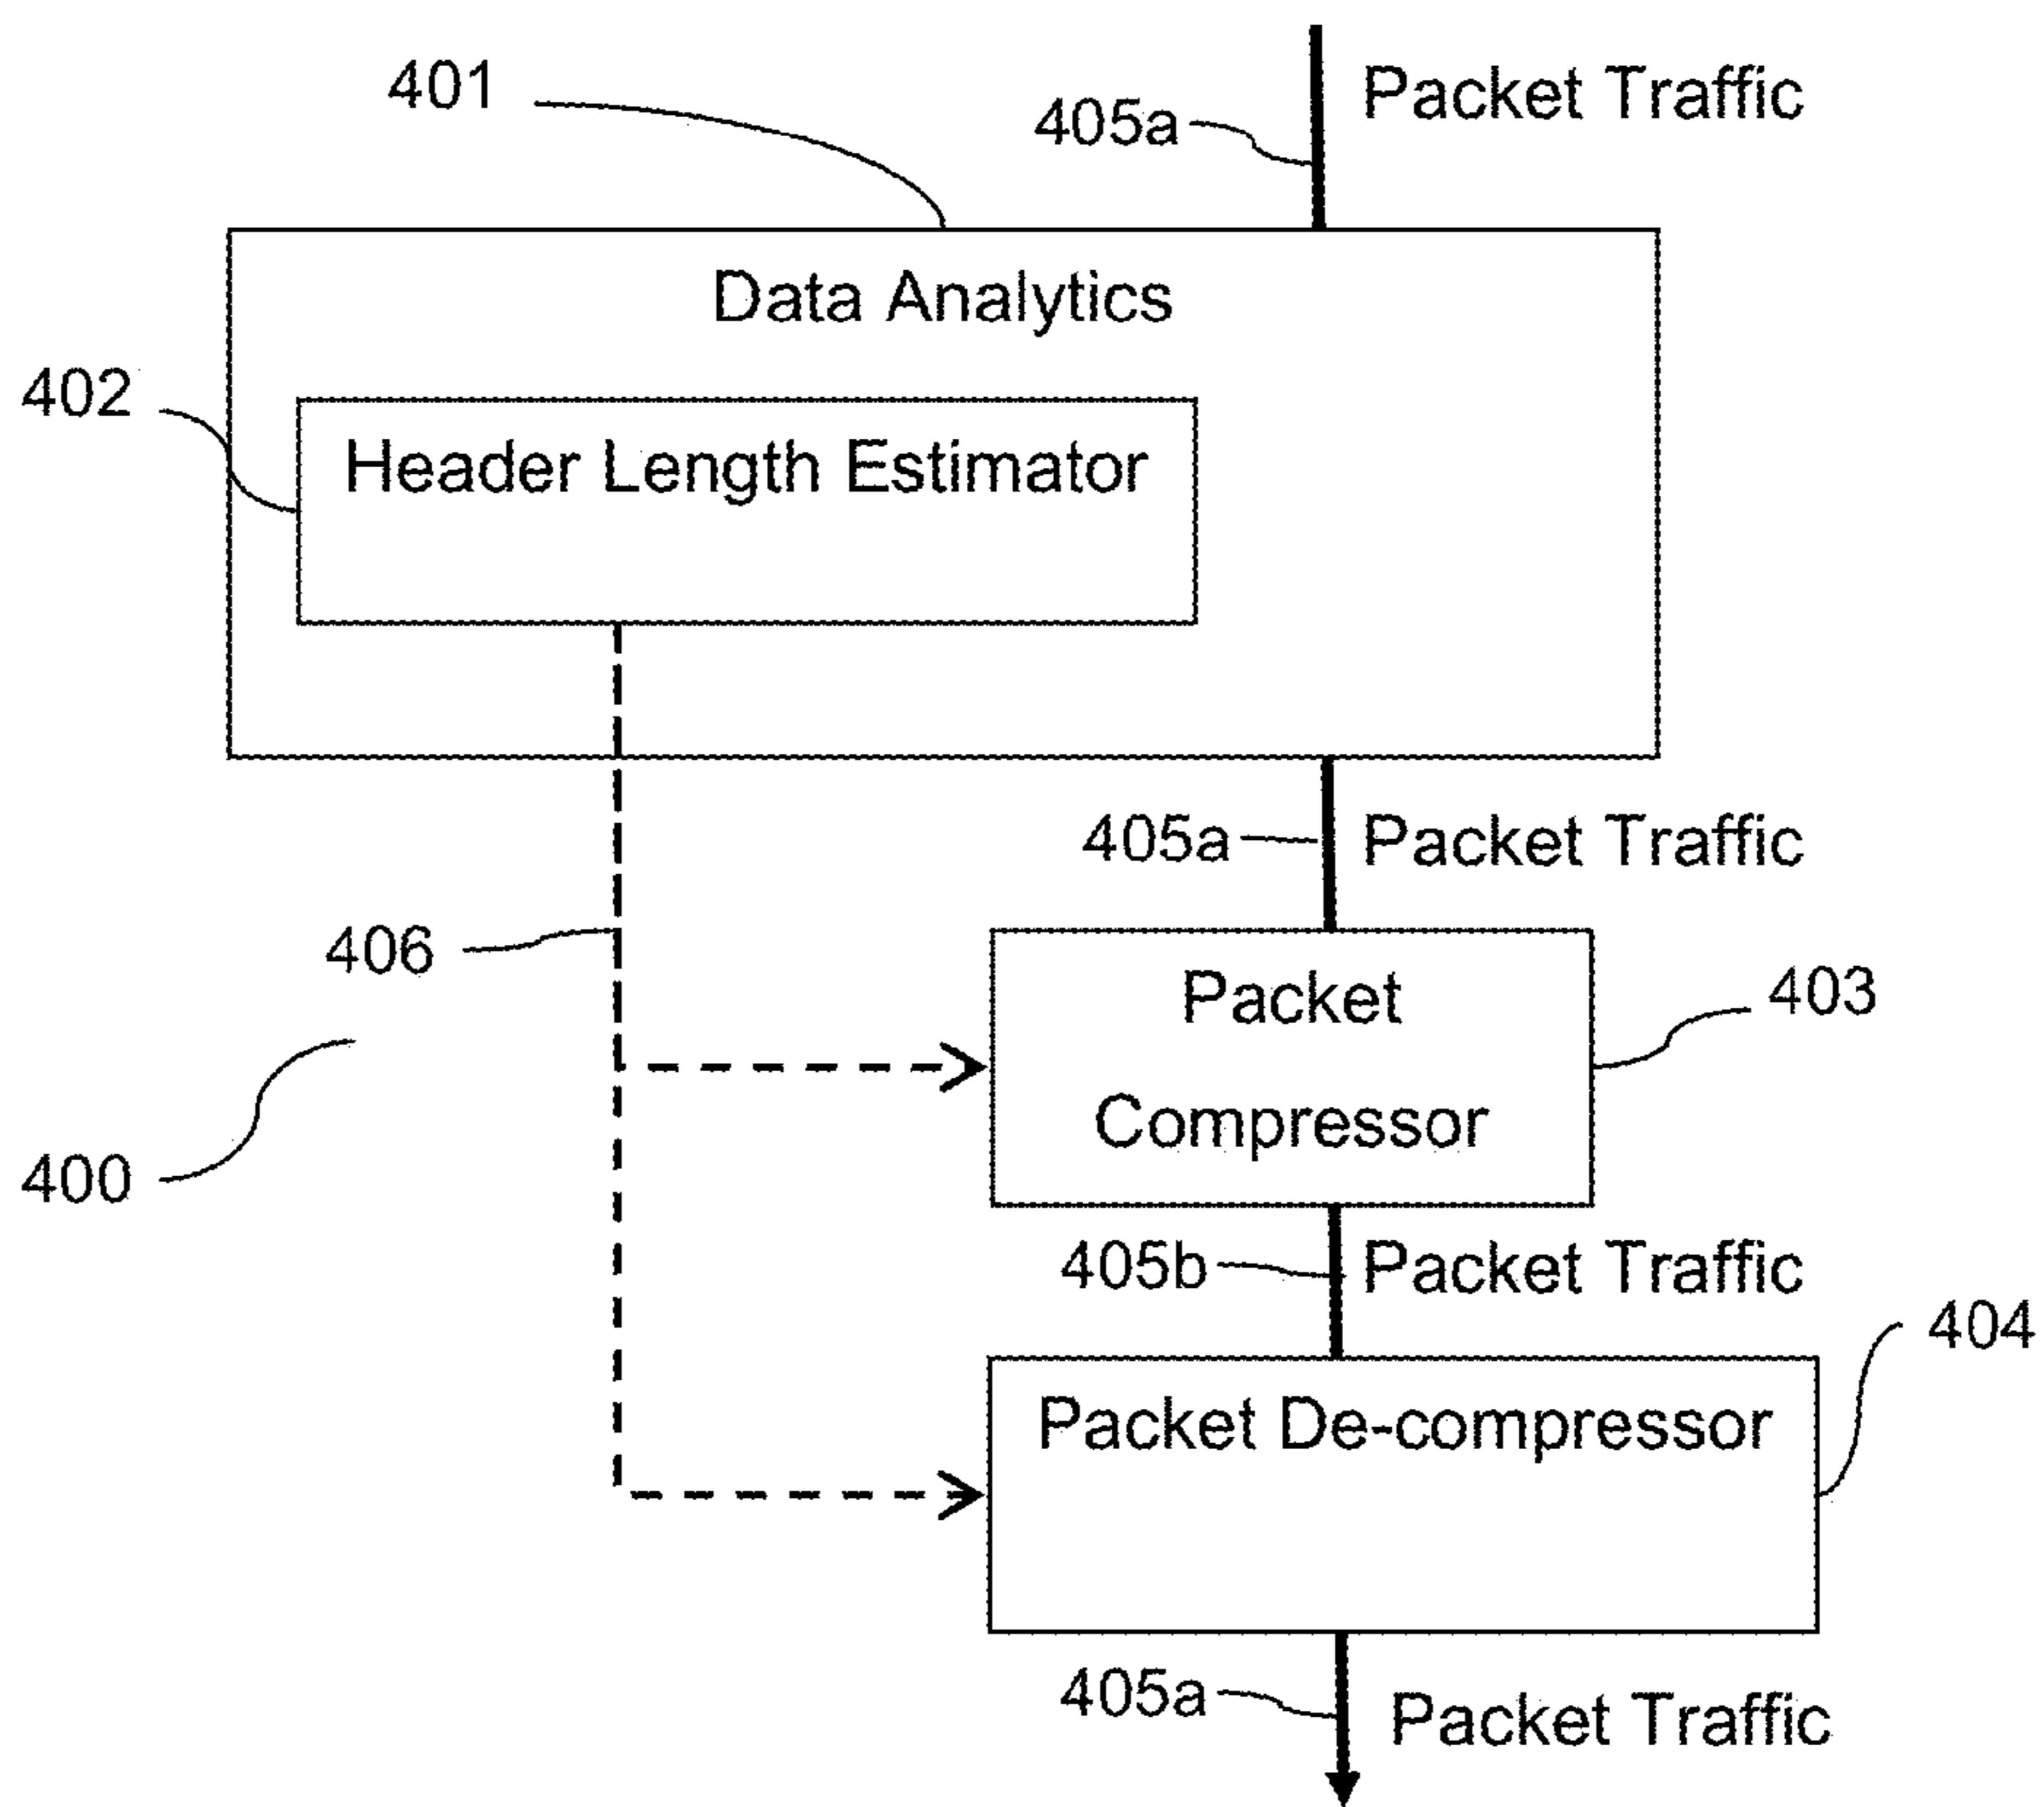 401
405a
Packet Traffic
Data Analytics
402
Header Length Estimator
405a
Packet Traffic
406
Packet
Compressor
403
400
405b
Packet Traffic
404
Packet De-compressor
405a
Packet Traffic